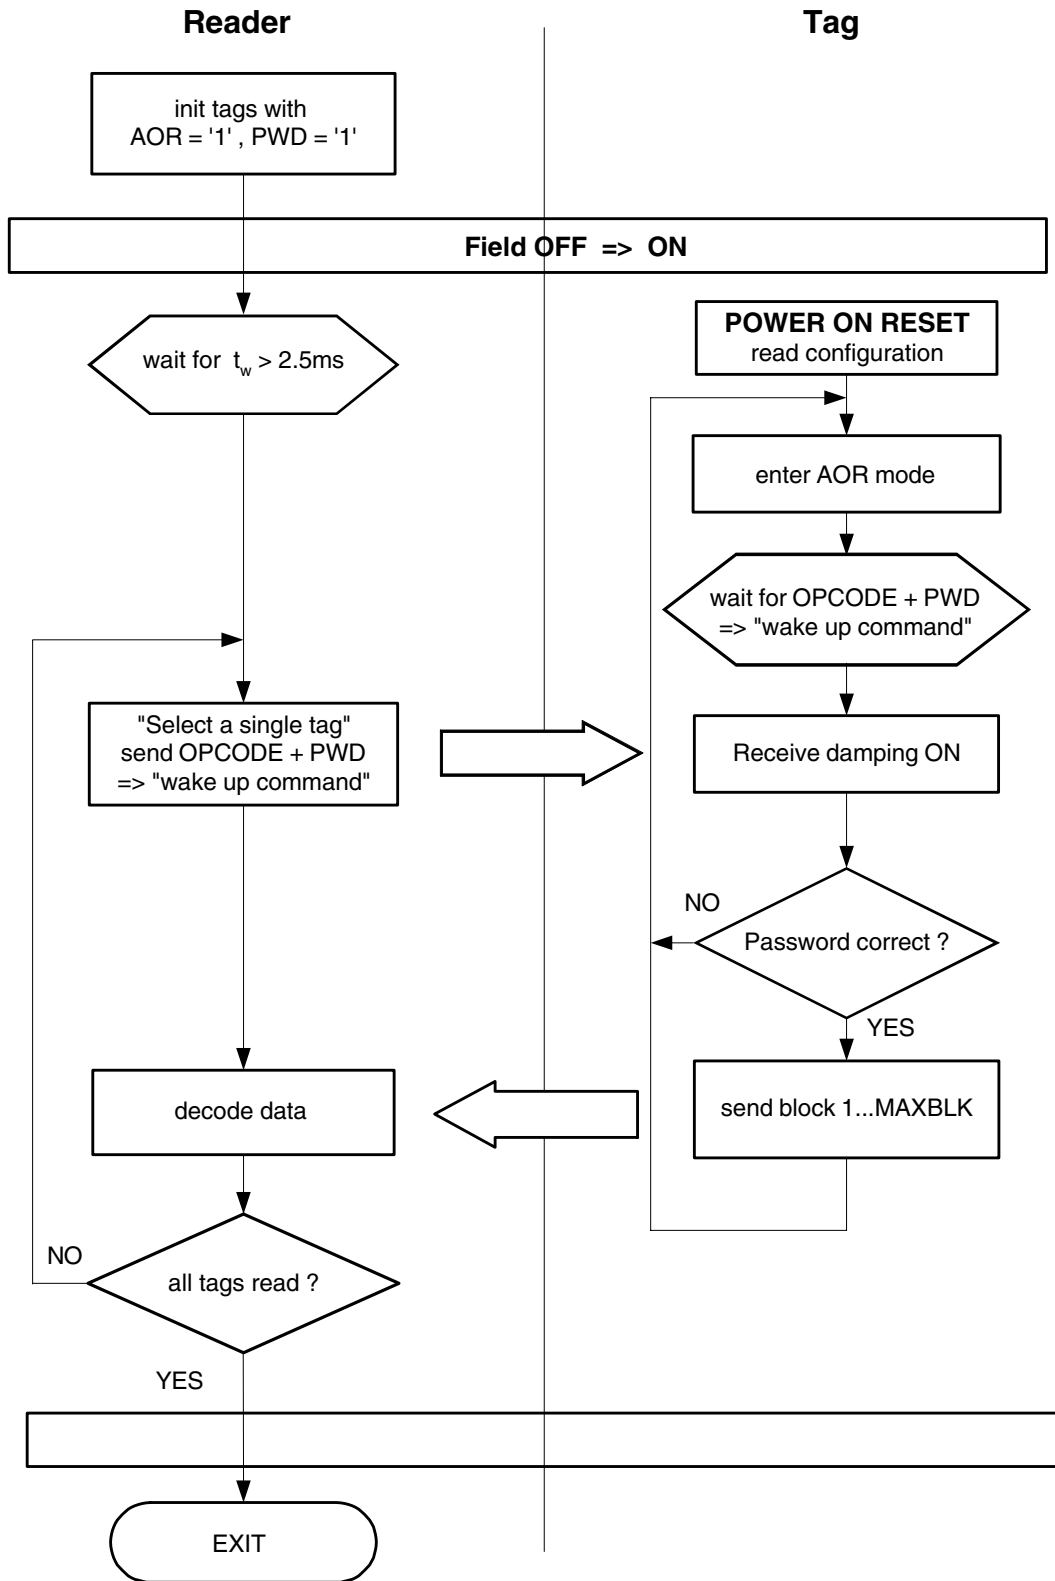 Reader
Tag
init tags with
AOR = '1' , PWD = '1'
Field OFF => ON
wait for tw > 2.5ms
POWER ON RESET
read configuration
enter AOR mode
wait for OPCODE + PWD
=> "wake up command"
"Select a single tag"
send OPCODE + PWD
=> "wake up command"
Receive damping ON
NO
Password correct ?
YES
decode data
send block 1...MAXBLK
NO
all tags read ?
YES
EXIT